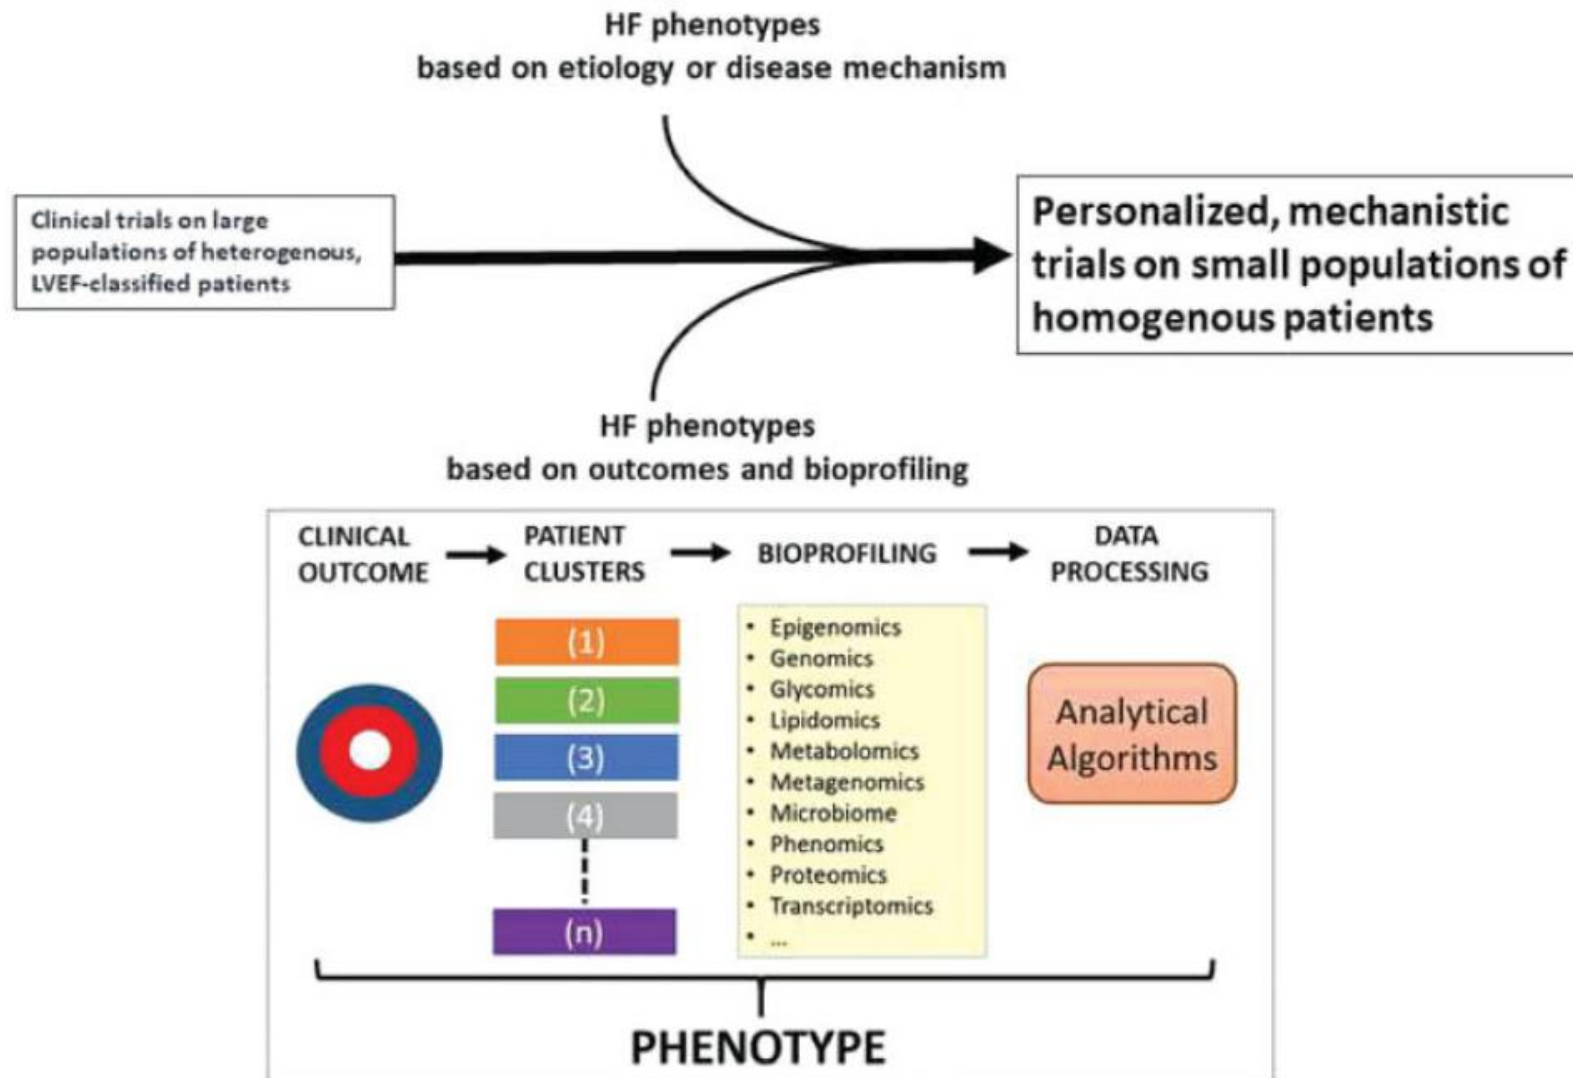 HF phenotypes
based on etiology or disease mechanism
Clinical trials on large
populations of heterogenous,
LVEF-classified patients
Personalized, mechanistic
trials on small populations of
homogenous patients
HF phenotypes
based on outcomes and bioprofiling
CLINICAL
OUTCOME
PATIENT
CLUSTERS
BIOPROFILING
DATA
PROCESSING
(1)
(2)
(3)
(4)
(n)
• Epigenomics
• Genomics
• Glycomics
• Lipidomics
• Metabolomics
• Metagenomics
• Microbiome
• Phenomics
• Proteomics
• Transcriptomics
• ...
Analytical
Algorithms
PHENOTYPE